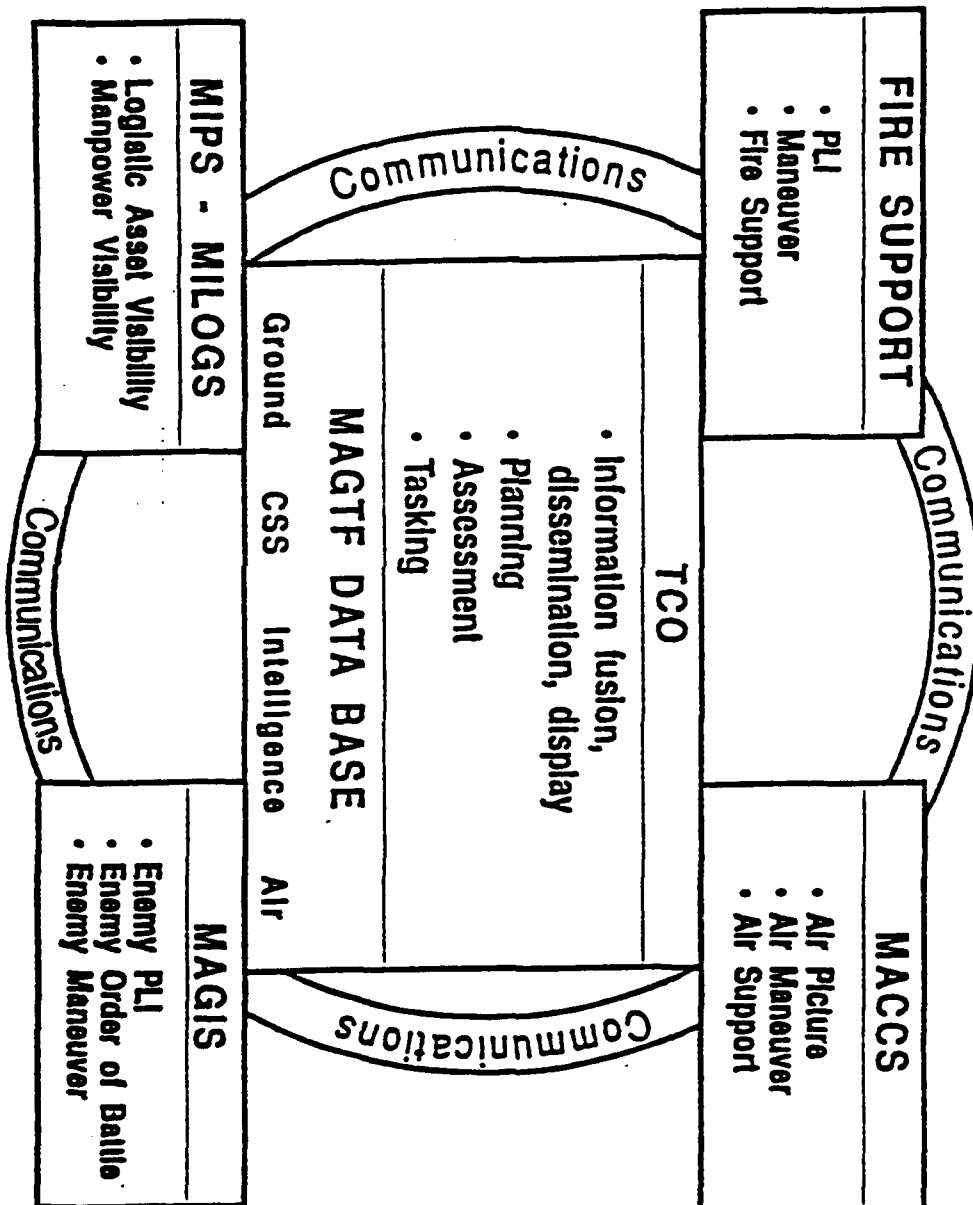 FIRE SUPPORT
• PLI
• Maneuver
• Fire Support
Communications
MACCS
• Air Picture
• Air Maneuver
• Air Support
Communications
TCO
• Information fusion,
dissemination, display
• Planning
• Assessment
• Tasking
MAGTF DATA BASE
Ground CSS Intelligence Air
Communications
MIPS - MILOGS
• Logistic Asset Visibility
• Manpower Visibility
Communications
MAGIS
• Enemy PLI
• Enemy Order of Battle
• Enemy Maneuver